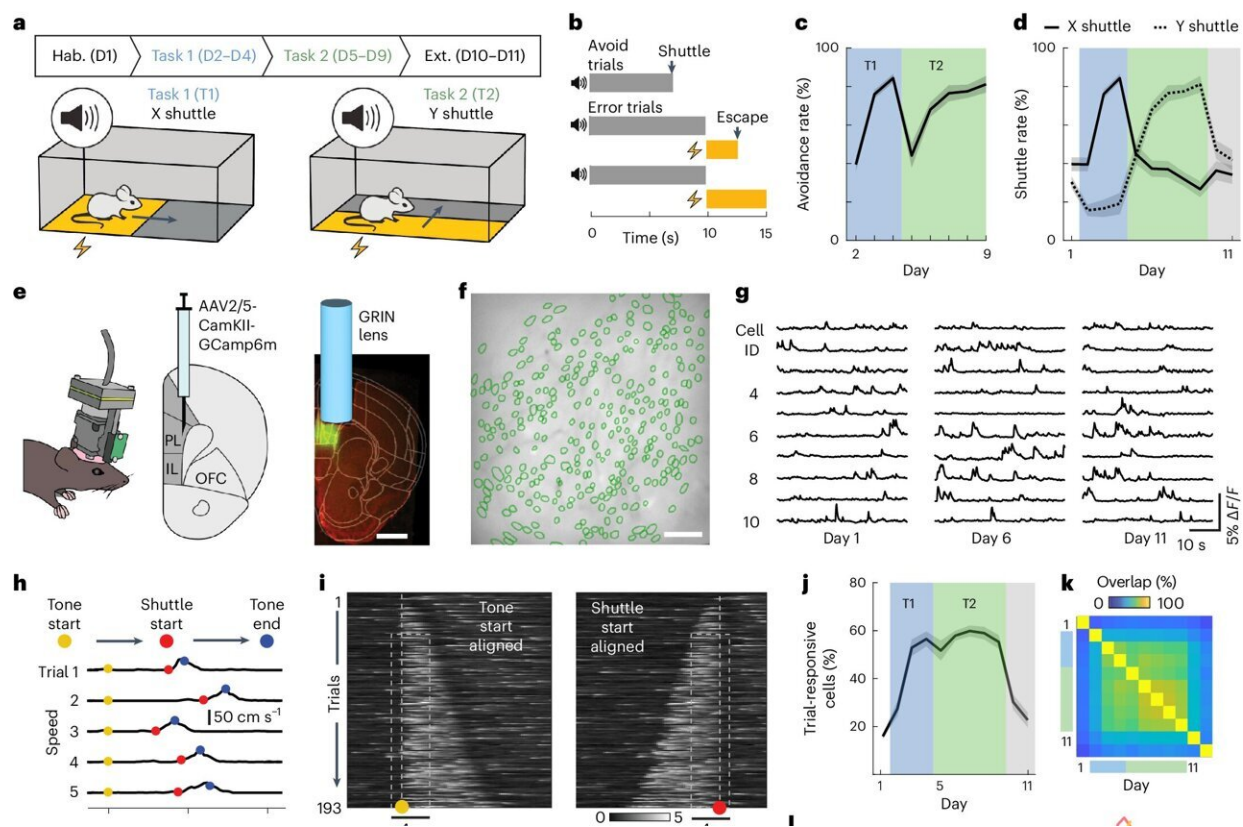 a
Hab. (D1)
Task 1 (D2–D4)
Task 2 (D5–D9)
Ext. (D10–D11)
Task 1 (T1)
X shuttle
Task 2 (T2)
Y shuttle
b
Avoid
trials
Shuttle
Error trials
Escape
0
10
15
Time (s)
c
100
T1
T2
Avoidance rate (%)
0
2
9
Day
d
X shuttle
Y shuttle
100
Shuttle rate (%)
0
1
11
Day
e
AAV2/5-
CamKII-
GCamp6m
PL
IL
OFC
GRIN
lens
f
g
Cell
ID
4
6
8
10
Day 1
Day 6
Day 11
10 s
5% ΔF/F
h
Tone
start
Shuttle
start
Tone
end
Trial 1
2
50 cm s⁻¹
3
4
5
Speed
i
1
Trials
193
Tone
start
aligned
Shuttle
start
aligned
0
5
j
80
60
40
20
T1
T2
Trial-responsive
cells (%)
1
5
11
Day
k
Overlap (%)
0
100
1
11
1
11
Day
l